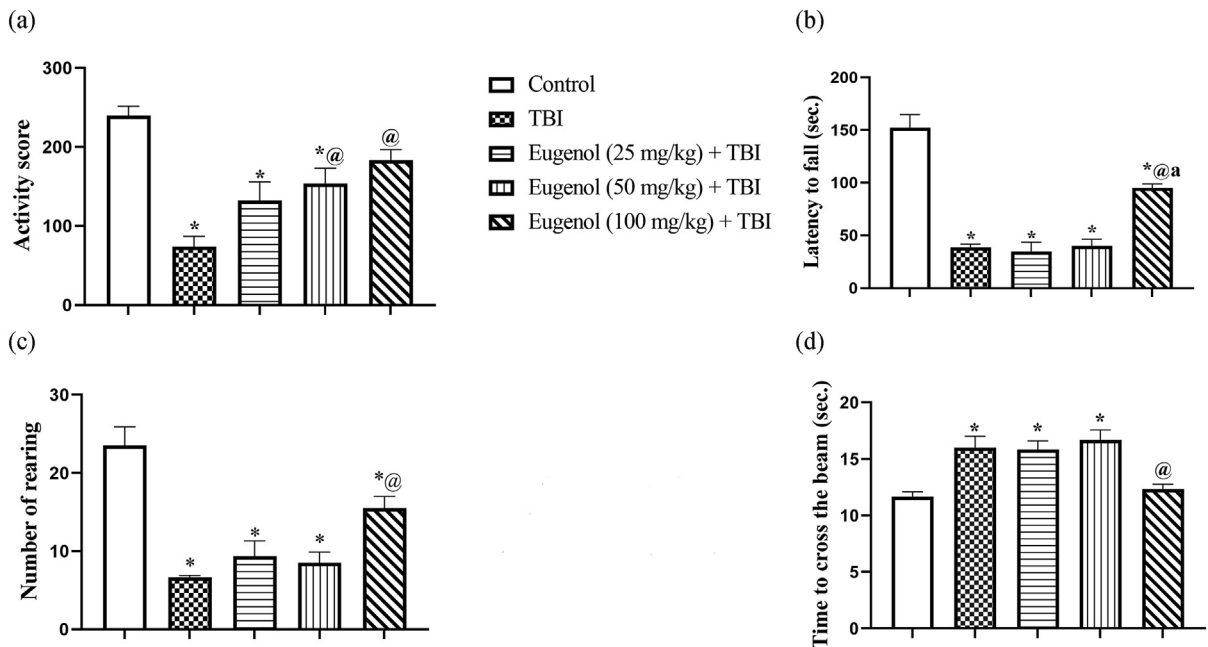 (a)
Activity score
300
200
100
0
*
*
*@
@
Control
TBI
Eugenol (25 mg/kg) + TBI
Eugenol (50 mg/kg) + TBI
Eugenol (100 mg/kg) + TBI
(b)
Latency to fall (sec.)
200
150
100
50
0
*
*
*
*@a
(c)
Number of rearing
30
20
10
0
*
*
*
*@
(d)
Time to cross the beam (sec.)
20
15
10
5
0
*
*
*
@